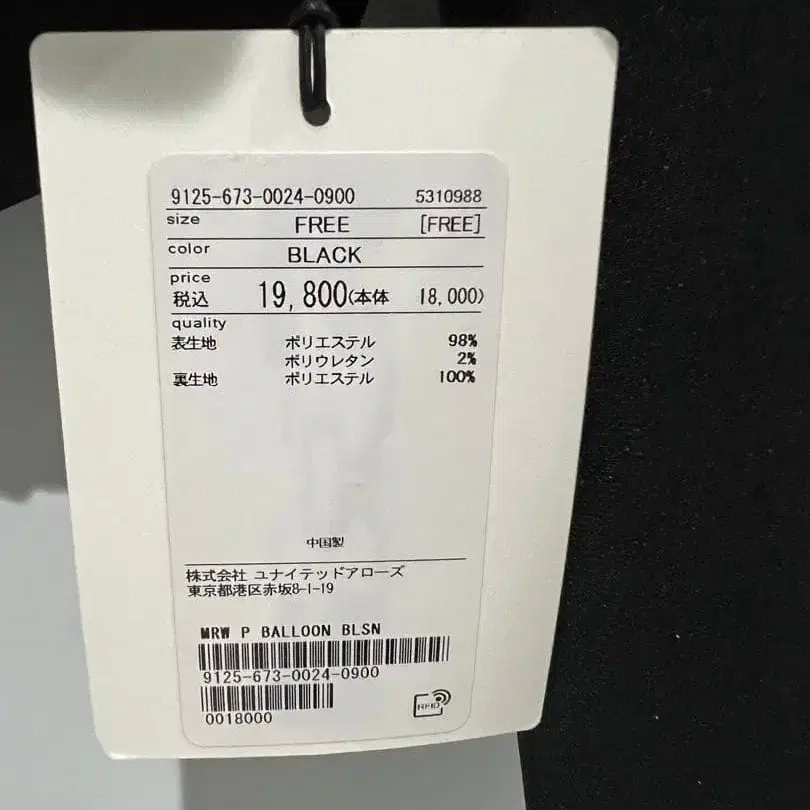 9125-673-0024-0900 5310988
size FREE [FREE]
color BLACK
price
税込 19,800(本体 18,000)
quality
表生地 ポリエステル 98%
ポリウレタン 2%
裏生地 ポリエステル 100%
中国製
株式会社 ユナイテッドアローズ
東京都港区赤坂8-1-19
MRW P BALLOON BLSN
9125-673-0024-0900
0018000
RFID